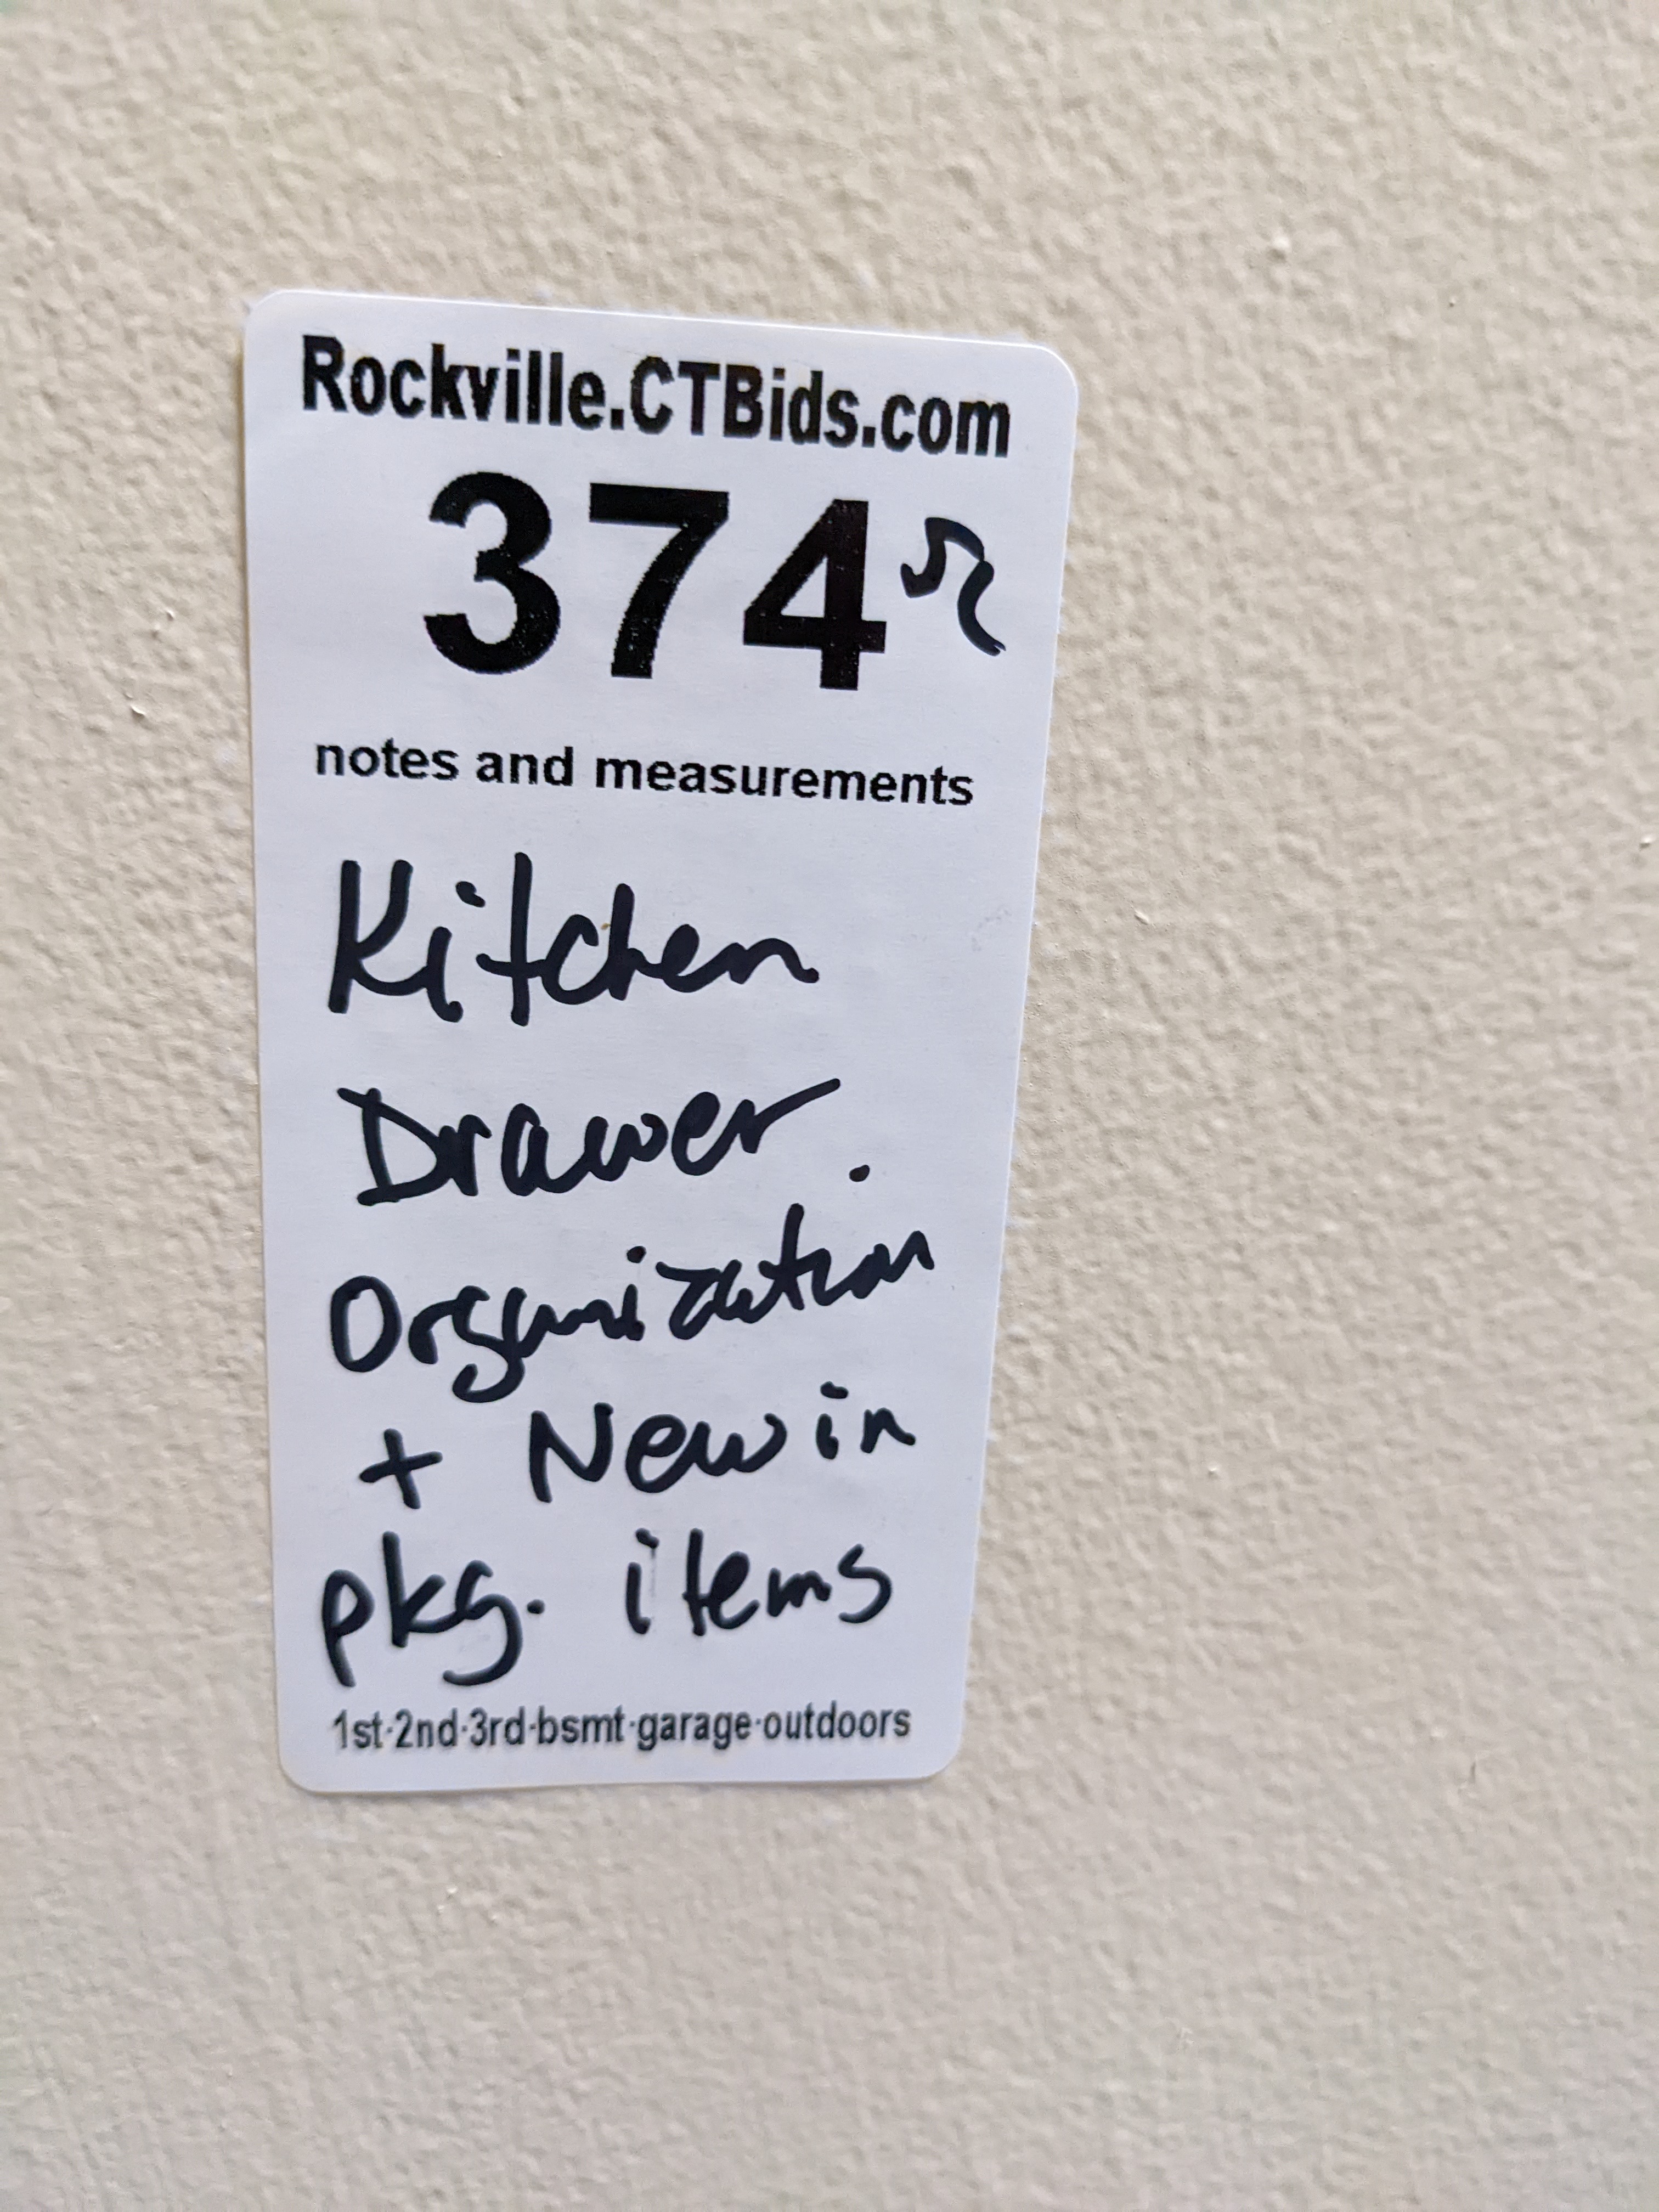 Rockville.CTBids.com
374
notes and measurements
Kitchen
Drawer
Organization
+ New in
pkg. items
1st·2nd·3rd·bsmt·garage·outdoors